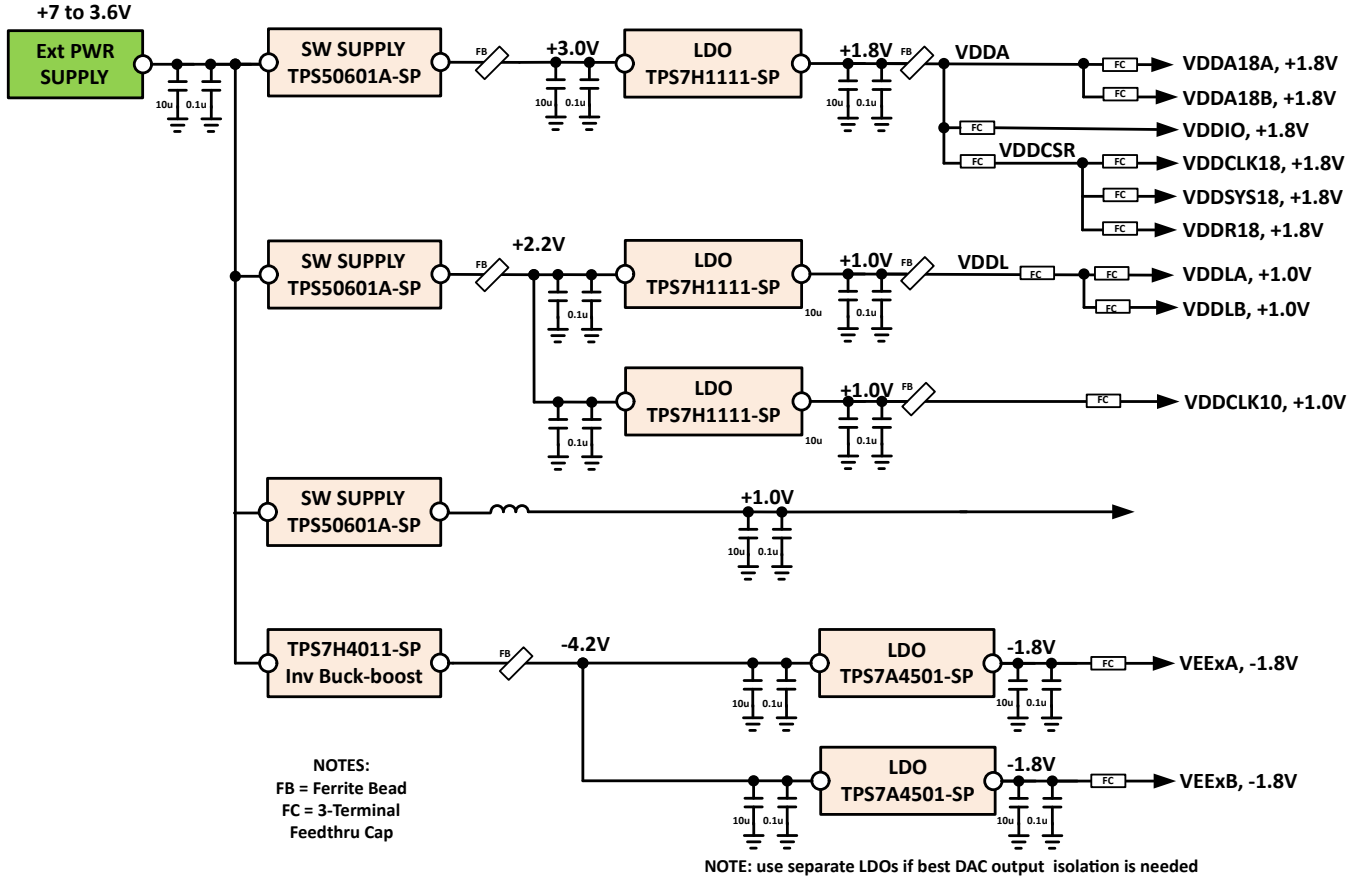 +7 to 3.6V
Ext PWR
SUPPLY
10u
0.1u
SW SUPPLY
TPS50601A-SP
FB
+3.0V
10u
0.1u
LDO
TPS7H1111-SP
+1.8V
10u
0.1u
FB
VDDA
FC
VDDA18A, +1.8V
FC
VDDA18B, +1.8V
FC
VDDIO, +1.8V
FC
VDDCSR
FC
VDDCLK18, +1.8V
FC
VDDSYS18, +1.8V
FC
VDDR18, +1.8V
SW SUPPLY
TPS50601A-SP
FB
+2.2V
0.1u
LDO
TPS7H1111-SP
+1.0V
10u
0.1u
FB
VDDL
FC
FC
VDDLA, +1.0V
FC
VDDLB, +1.0V
0.1u
LDO
TPS7H1111-SP
+1.0V
10u
0.1u
FB
FC
VDDCLK10, +1.0V
SW SUPPLY
TPS50601A-SP
+1.0V
10u
0.1u
TPS7H4011-SP
Inv Buck-boost
FB
-4.2V
10u
0.1u
LDO
TPS7A4501-SP
-1.8V
10u
0.1u
FC
VEExA, -1.8V
10u
0.1u
LDO
TPS7A4501-SP
-1.8V
10u
0.1u
FC
VEExB, -1.8V
NOTES:
FB = Ferrite Bead
FC = 3-Terminal
Feedthru Cap
NOTE: use separate LDOs if best DAC output isolation is needed